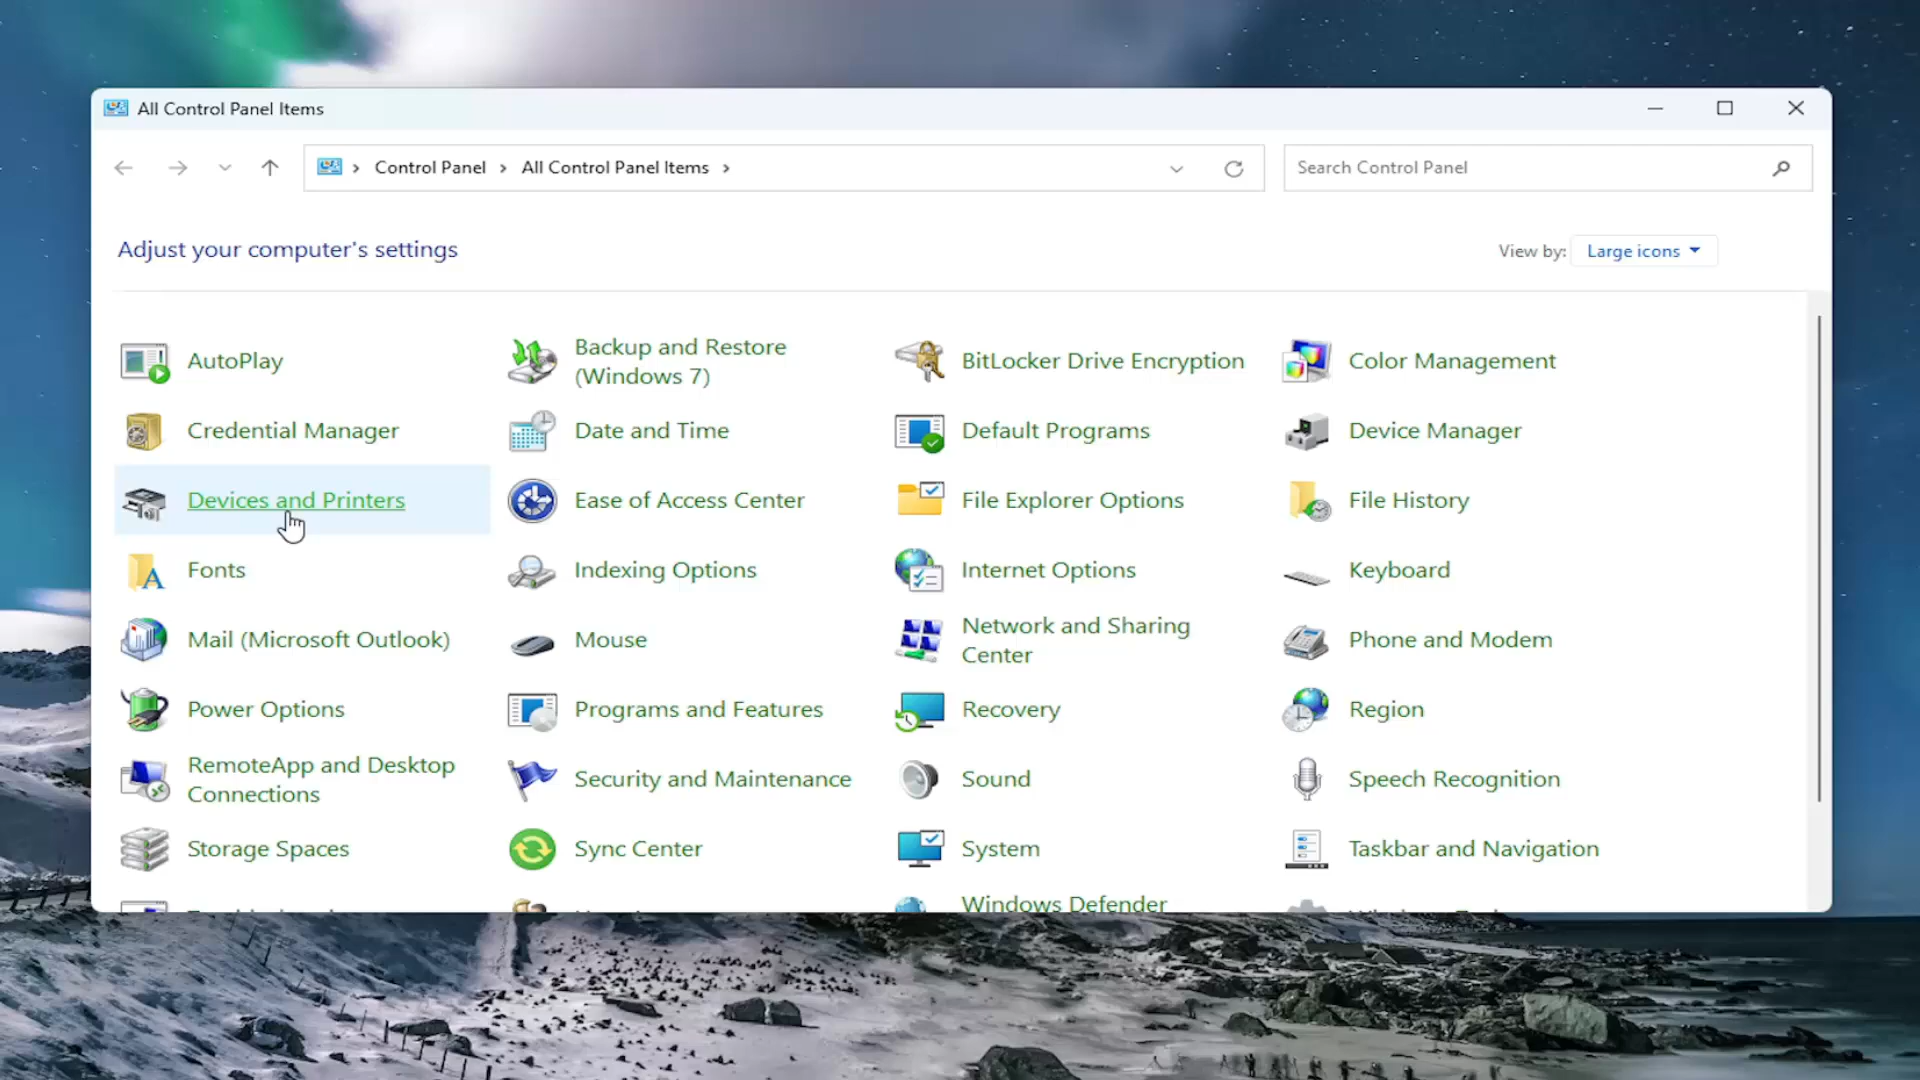 All Control Panel Items
Control Panel
All Control Panel Items
Search Control Panel
Adjust your computer's settings
View by:
Large icons
AutoPlay
Backup and Restore
(Windows 7)
BitLocker Drive Encryption
Color Management
Credential Manager
Date and Time
Default Programs
Device Manager
Devices and Printers
Ease of Access Center
File Explorer Options
File History
Fonts
Indexing Options
Internet Options
Keyboard
Mail (Microsoft Outlook)
Mouse
Network and Sharing
Center
Phone and Modem
Power Options
Programs and Features
Recovery
Region
RemoteApp and Desktop
Connections
Security and Maintenance
Sound
Speech Recognition
Storage Spaces
Sync Center
System
Taskbar and Navigation
Windows Defender